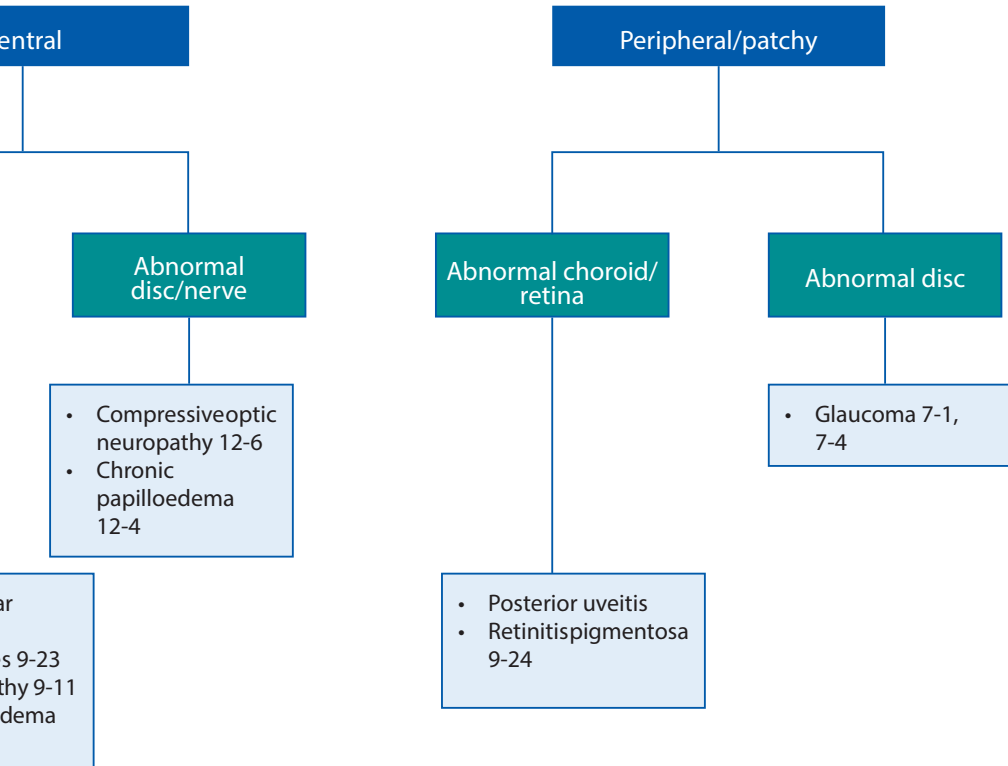 entral
Peripheral/patchy
Abnormal
disc/nerve
Abnormal choroid/
retina
Abnormal disc
• Compressiveoptic
neuropathy 12-6
• Chronic
papilloedema
12-4
• Glaucoma 7-1,
7-4
ar
s 9-23
thy 9-11
dema
• Posterior uveitis
• Retinitispigmentosa
9-24